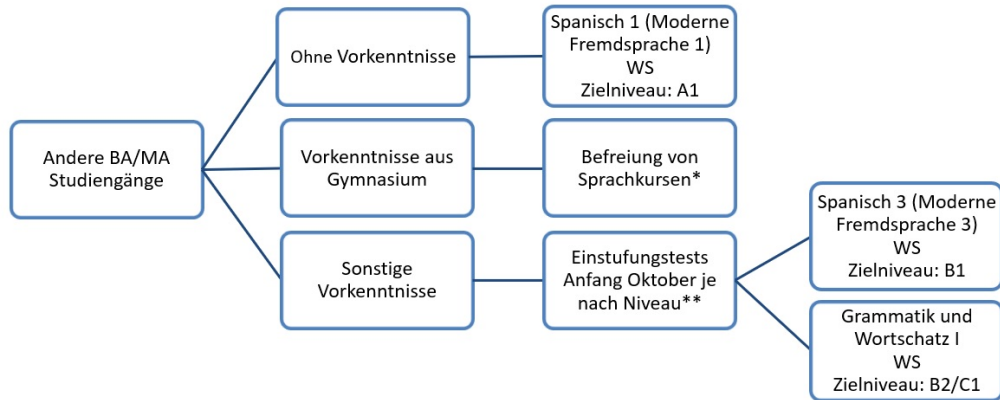 Andere BA/MA
Studiengänge
Ohne Vorkenntnisse
Spanisch 1 (Moderne
Fremdsprache 1)
WS
Zielniveau: A1
Vorkenntnisse aus
Gymnasium
Befreiung von
Sprachkursen*
Sonstige
Vorkenntnisse
Einstufungstests
Anfang Oktober je
nach Niveau**
Spanisch 3 (Moderne
Fremdsprache 3)
WS
Zielniveau: B1
Grammatik und
Wortschatz I
WS
Zielniveau: B2/C1